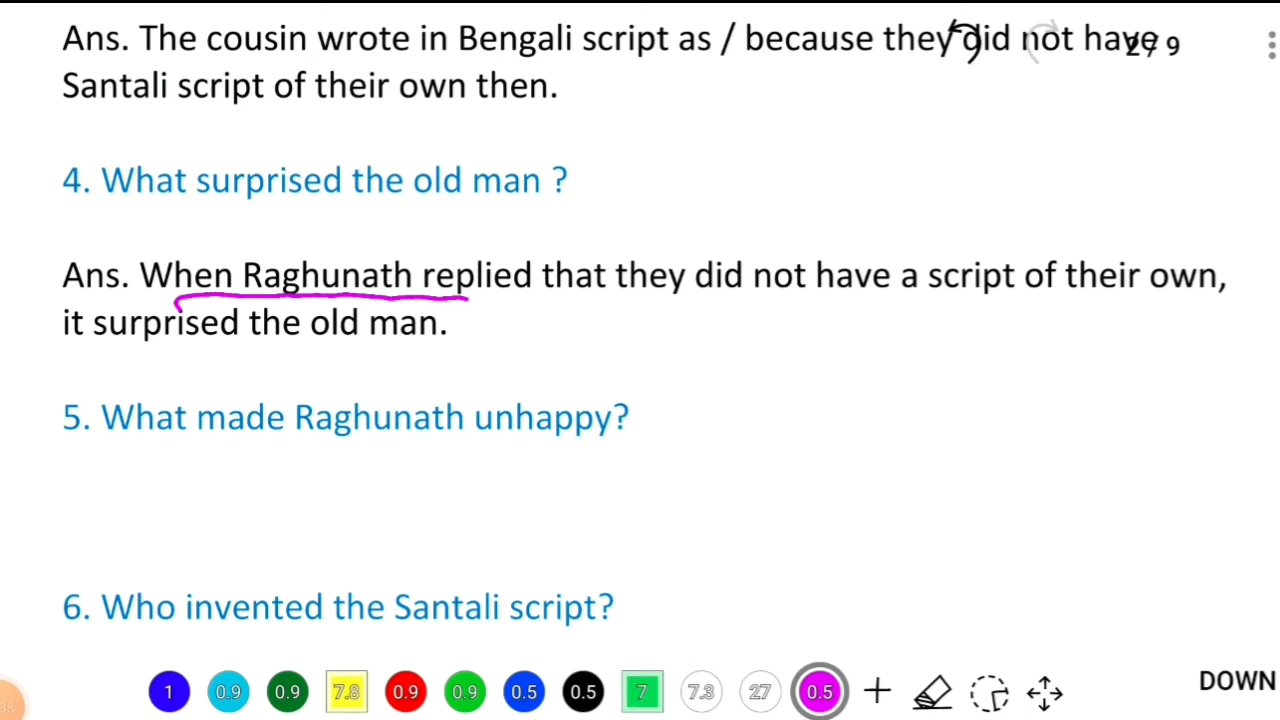 Ans. The cousin wrote in Bengali script as / because they did not have 2 / 9
Santali script of their own then.
4. What surprised the old man ?
Ans. When Raghunath replied that they did not have a script of their own,
it surprised the old man.
5. What made Raghunath unhappy?
6. Who invented the Santali script?
1 0.9 0.9 7.8 0.9 0.9 0.5 0.5 7 7.3 27 0.5 DOWN
38